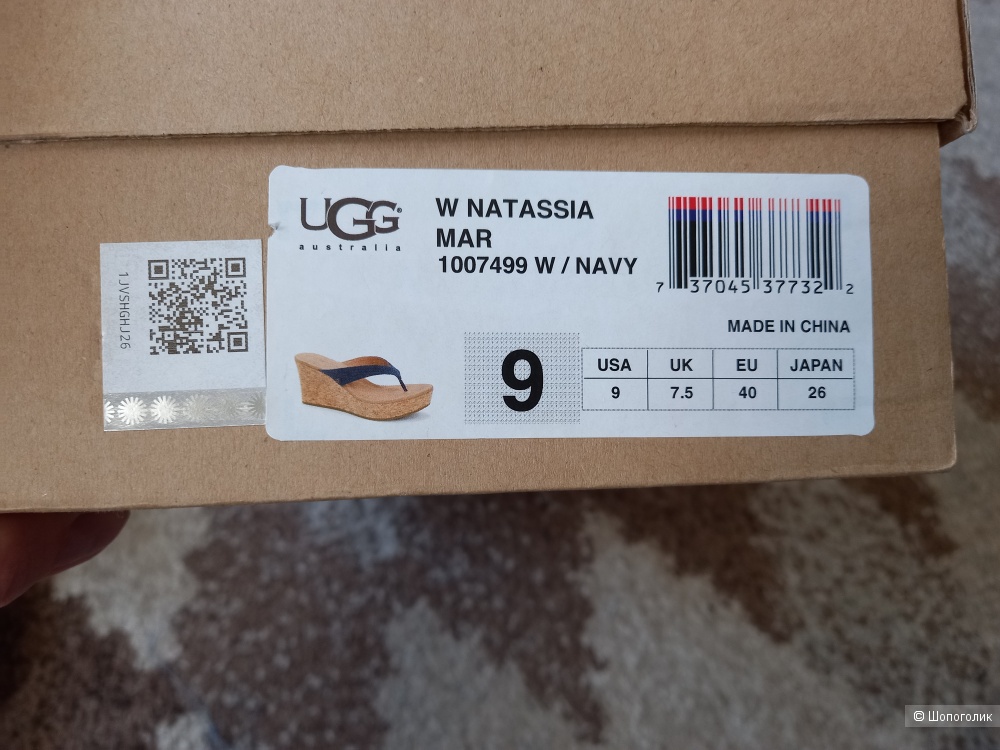 UGG®
australia
W NATASSIA
MAR
1007499 W / NAVY
7 37045 37732 2
MADE IN CHINA
1JVSHGHJ26
9
USA UK EU JAPAN
9 7.5 40 26
© Шопоголик